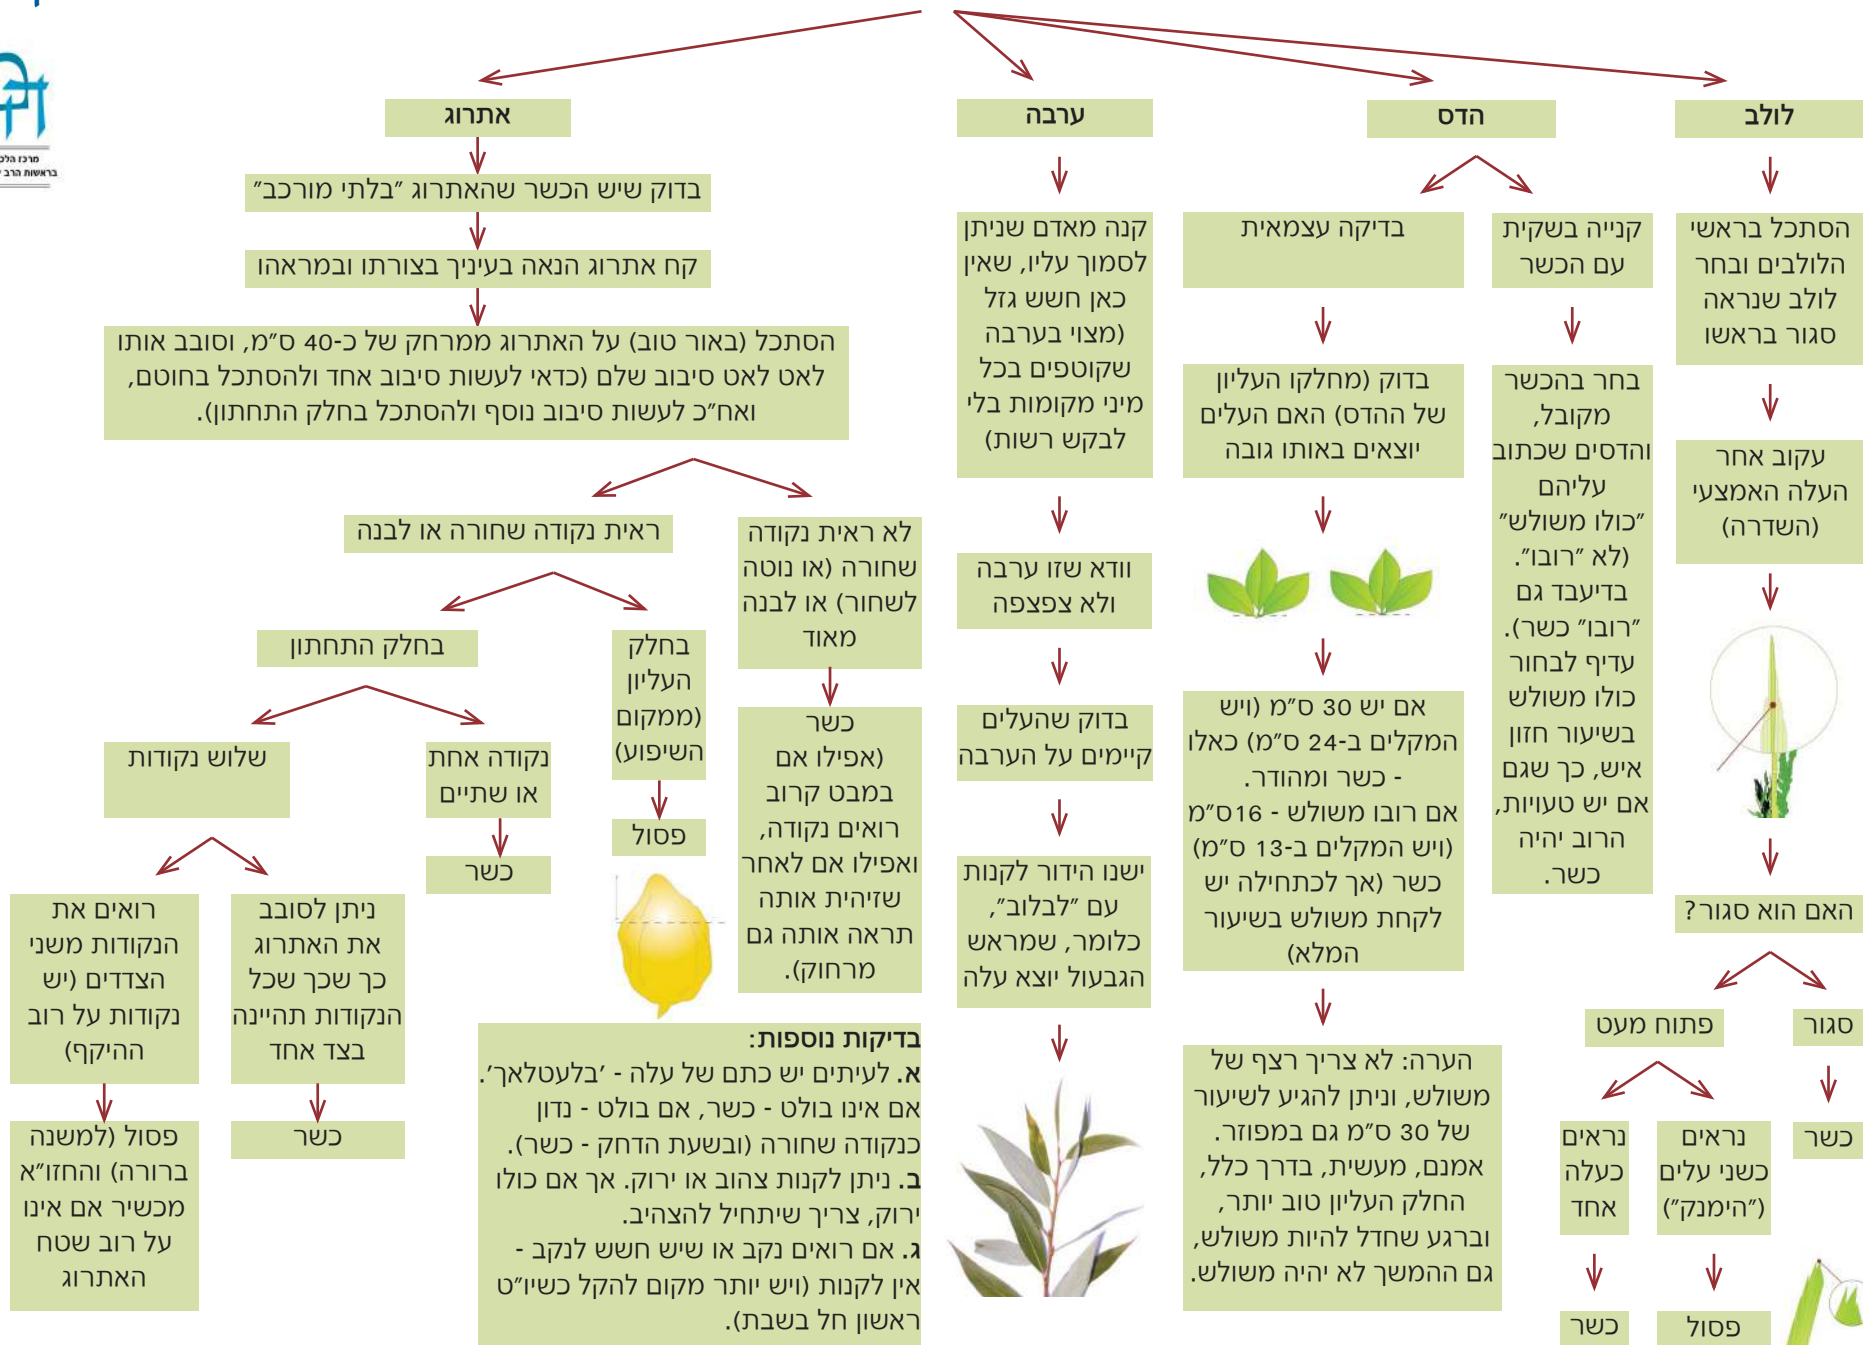 מרכז הלכ
בראשות הרב
לולב
הסתכל בראשי
הלולבים ובחר
לולב שנראה
סגור בראשו
עקוב אחר
העלה האמצעי
(השדרה)
האם הוא סגור?
סגור
כשר
פתוח מעט
נראים
כשני עלים
("הימנק")
פסול
נראים
כעלה
אחד
כשר
הדס
קנייה בשקית
עם הכשר
בחר בהכשר
מקובל,
והדסים שכתוב
עליהם
"כולו משולש"
(לא "רובו".
בדיעבד גם
"רובו" כשר).
עדיף לבחור
כולו משולש
בשיעור חזון
איש, כך שגם
אם יש טעויות,
הרוב יהיה
כשר.
בדיקה עצמאית
בדוק (מחלקו העליון
של ההדס) האם העלים
יוצאים באותו גובה
אם יש 30 ס"מ (ויש
המקלים ב-24 ס"מ) כאלו
- כשר ומהודר.
אם רובו משולש - 16ס"מ
(ויש המקלים ב-13 ס"מ)
כשר (אך לכתחילה יש
לקחת משולש בשיעור
המלא)
הערה: לא צריך רצף של
משולש, וניתן להגיע לשיעור
של 30 ס"מ גם במפוזר.
אמנם, מעשית, בדרך כלל,
החלק העליון טוב יותר,
וברגע שחדל להיות משולש,
גם ההמשך לא יהיה משולש.
ערבה
קנה מאדם שניתן
לסמוך עליו, שאין
כאן חשש גזל
(מצוי בערבה
שקוטפים בכל
מיני מקומות בלי
לבקש רשות)
וודא שזו ערבה
ולא צפצפה
בדוק שהעלים
קיימים על הערבה
ישנו הידור לקנות
עם "לבלוב",
כלומר, שמראש
הגבעול יוצא עלה
אתרוג
בדוק שיש הכשר שהאתרוג "בלתי מורכב"
קח אתרוג הנאה בעיניך בצורתו ובמראהו
הסתכל (באור טוב) על האתרוג ממרחק של כ-40 ס"מ, וסובב אותו
לאט לאט סיבוב שלם (כדאי לעשות סיבוב אחד ולהסתכל בחוטם,
ואח"כ לעשות סיבוב נוסף ולהסתכל בחלק התחתון).
לא ראית נקודה
שחורה (או נוטה
לשחור) או לבנה
מאוד
כשר
(אפילו אם
במבט קרוב
רואים נקודה,
ואפילו אם לאחר
שזיהית אותה
תראה אותה גם
מרחוק).
ראית נקודה שחורה או לבנה
בחלק
העליון
(ממקום
השיפוע)
פסול
בחלק התחתון
נקודה אחת
או שתיים
כשר
שלוש נקודות
ניתן לסובב
את האתרוג
כך שכך שכל
הנקודות תהיינה
בצד אחד
כשר
רואים את
הנקודות משני
הצדדים (יש
נקודות על רוב
ההיקף)
פסול (למשנה
ברורה) והחזו"א
מכשיר אם אינו
על רוב שטח
האתרוג
בדיקות נוספות:
א. לעיתים יש כתם של עלה - 'בלעטלאך'.
אם אינו בולט - כשר, אם בולט - נדון
כנקודה שחורה (ובשעת הדחק - כשר).
ב. ניתן לקנות צהוב או ירוק. אך אם כולו
ירוק, צריך שיתחיל להצהיב.
ג. אם רואים נקב או שיש חשש לנקב -
אין לקנות (ויש יותר מקום להקל כשיו"ט
ראשון חל בשבת).